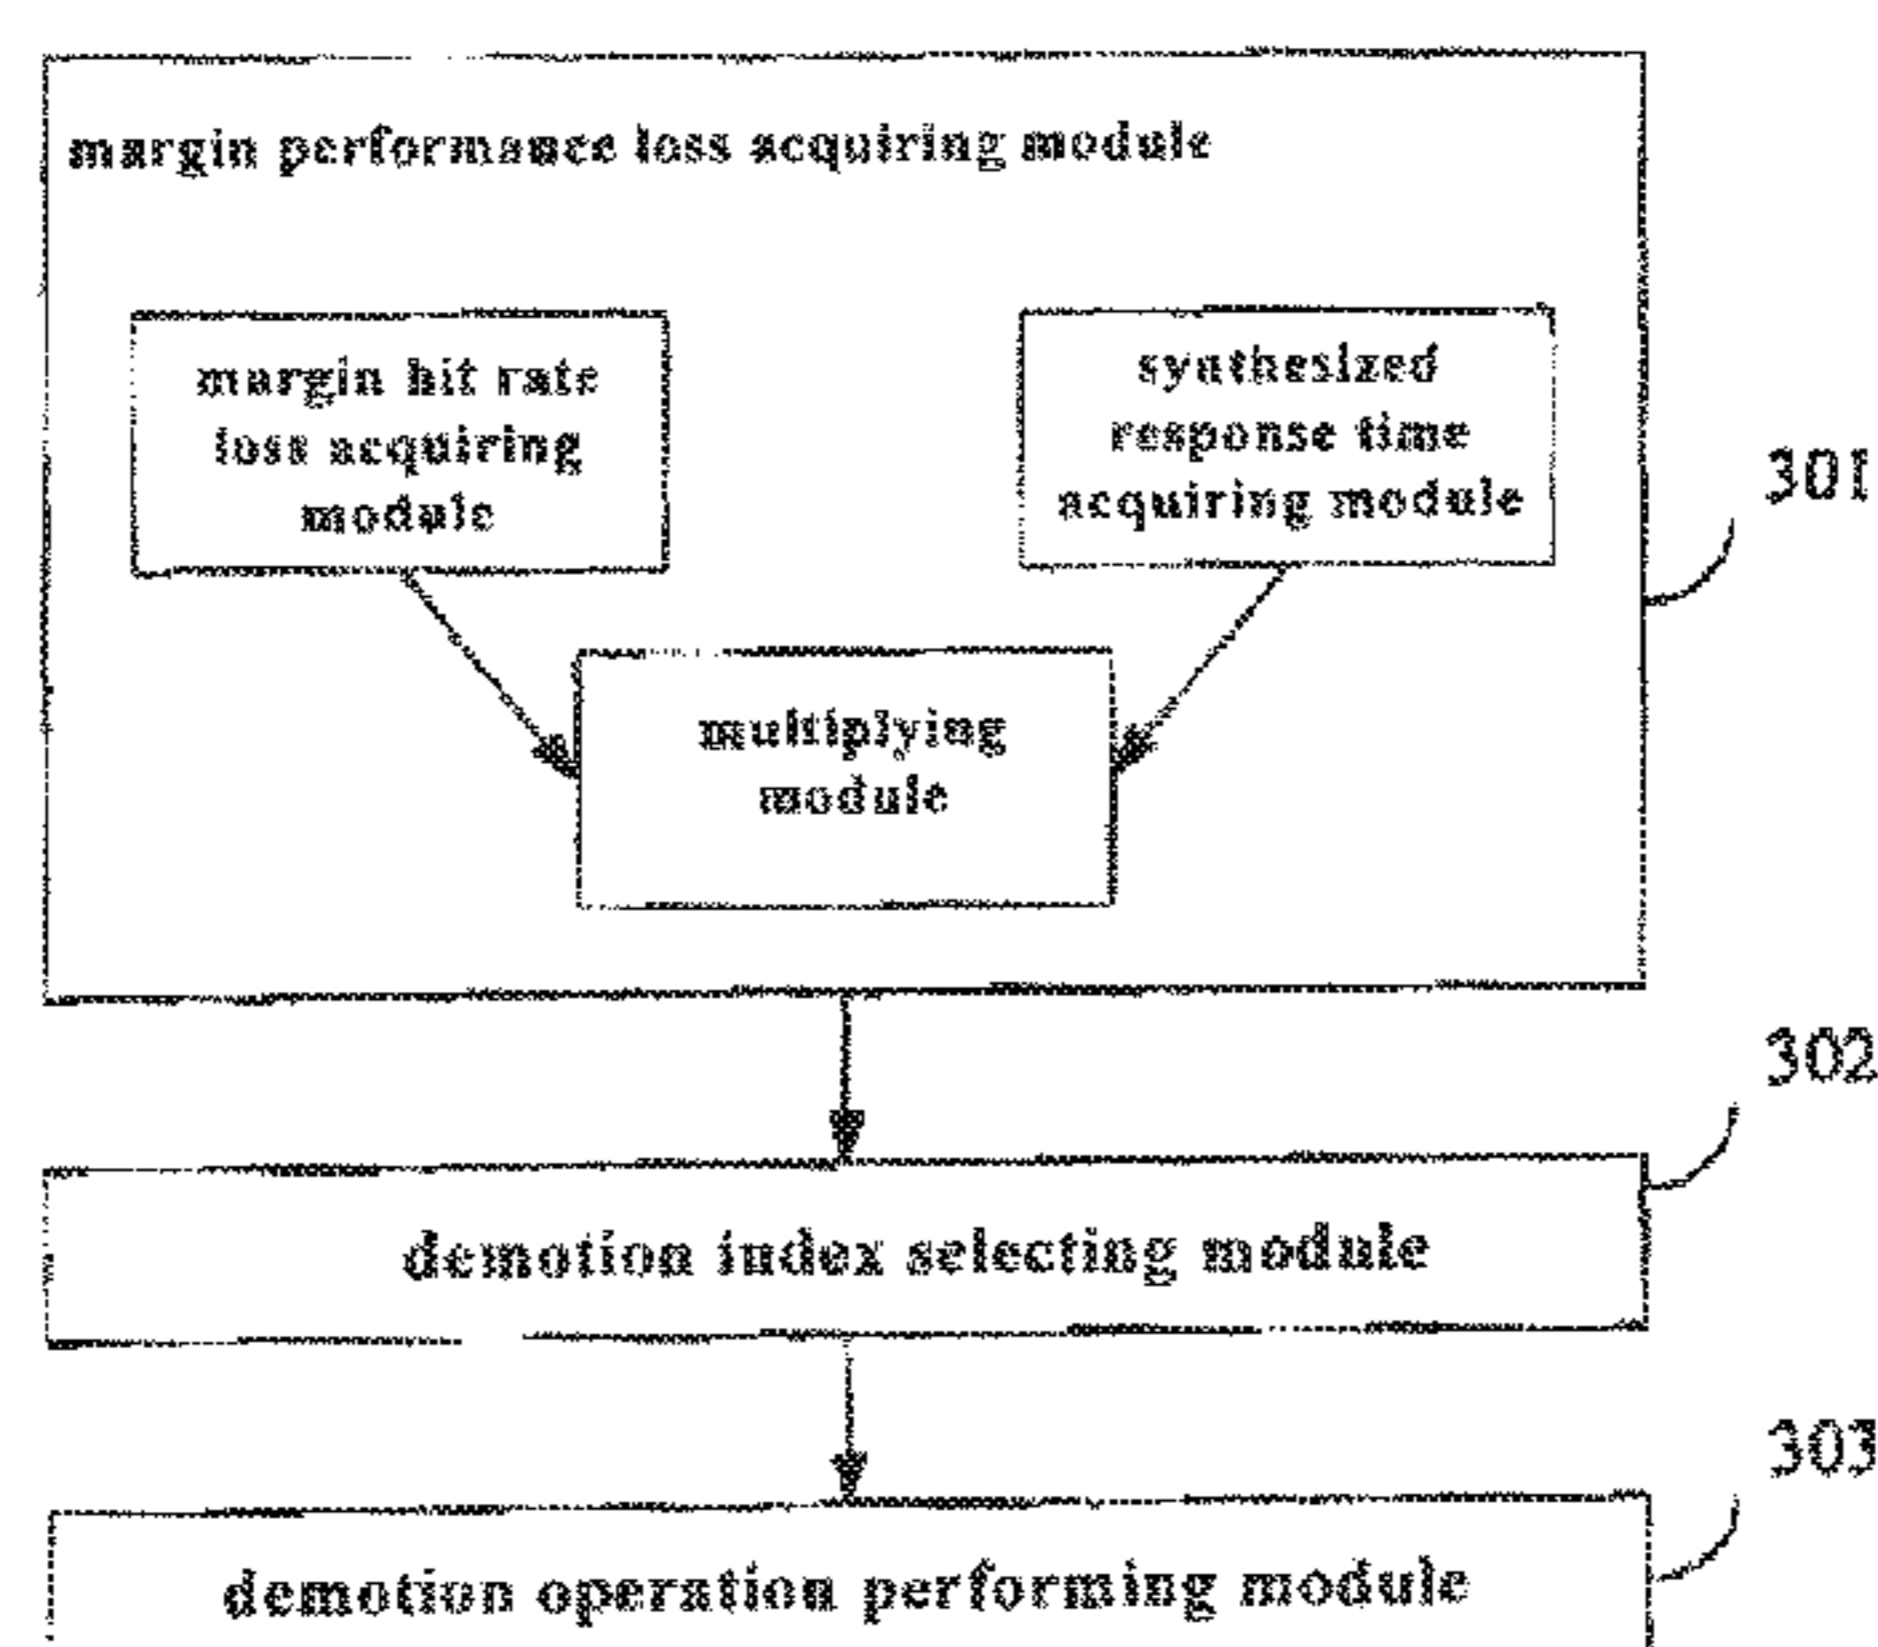 margin performance loss acquiring module
margin hit rate
loss acquiring
module
synthesized
response time
acquiring module
301
multiplying
module
302
demotion index selecting module
303
demotion operation performing module